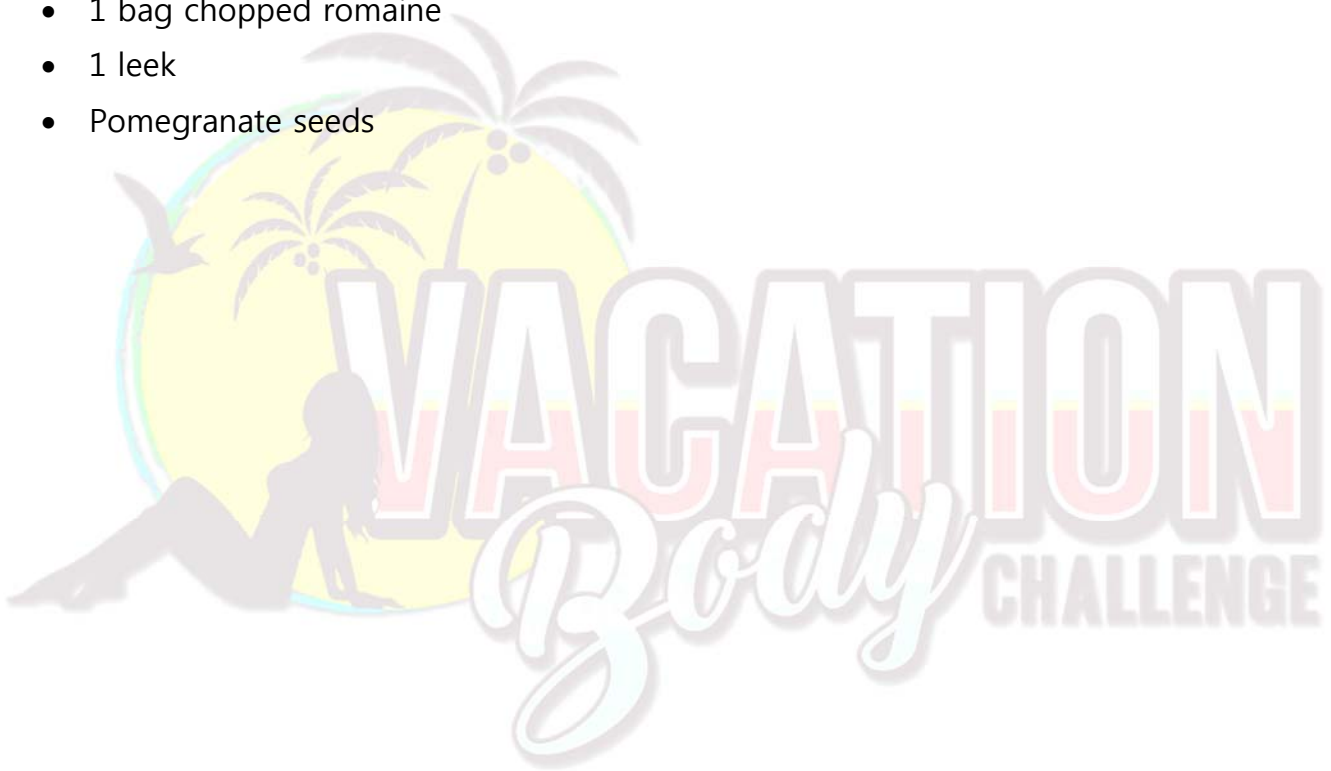 • 1 bag chopped romaine
• 1 leek
• Pomegranate seeds
VACATION
Body
CHALLENGE